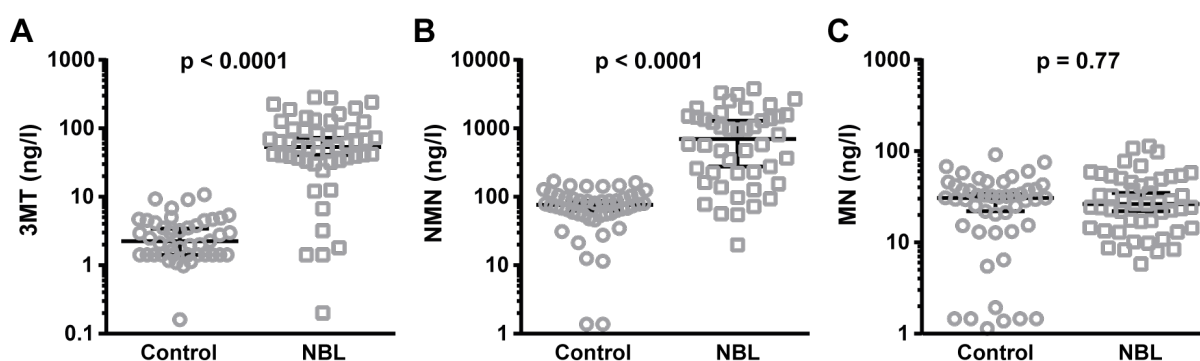 A
3MT (ng/l)
1000
100
10
1
0.1
p < 0.0001
Control
NBL
B
NMN (ng/l)
10000
1000
100
10
1
p < 0.0001
Control
NBL
C
MN (ng/l)
1000
100
10
1
p = 0.77
Control
NBL